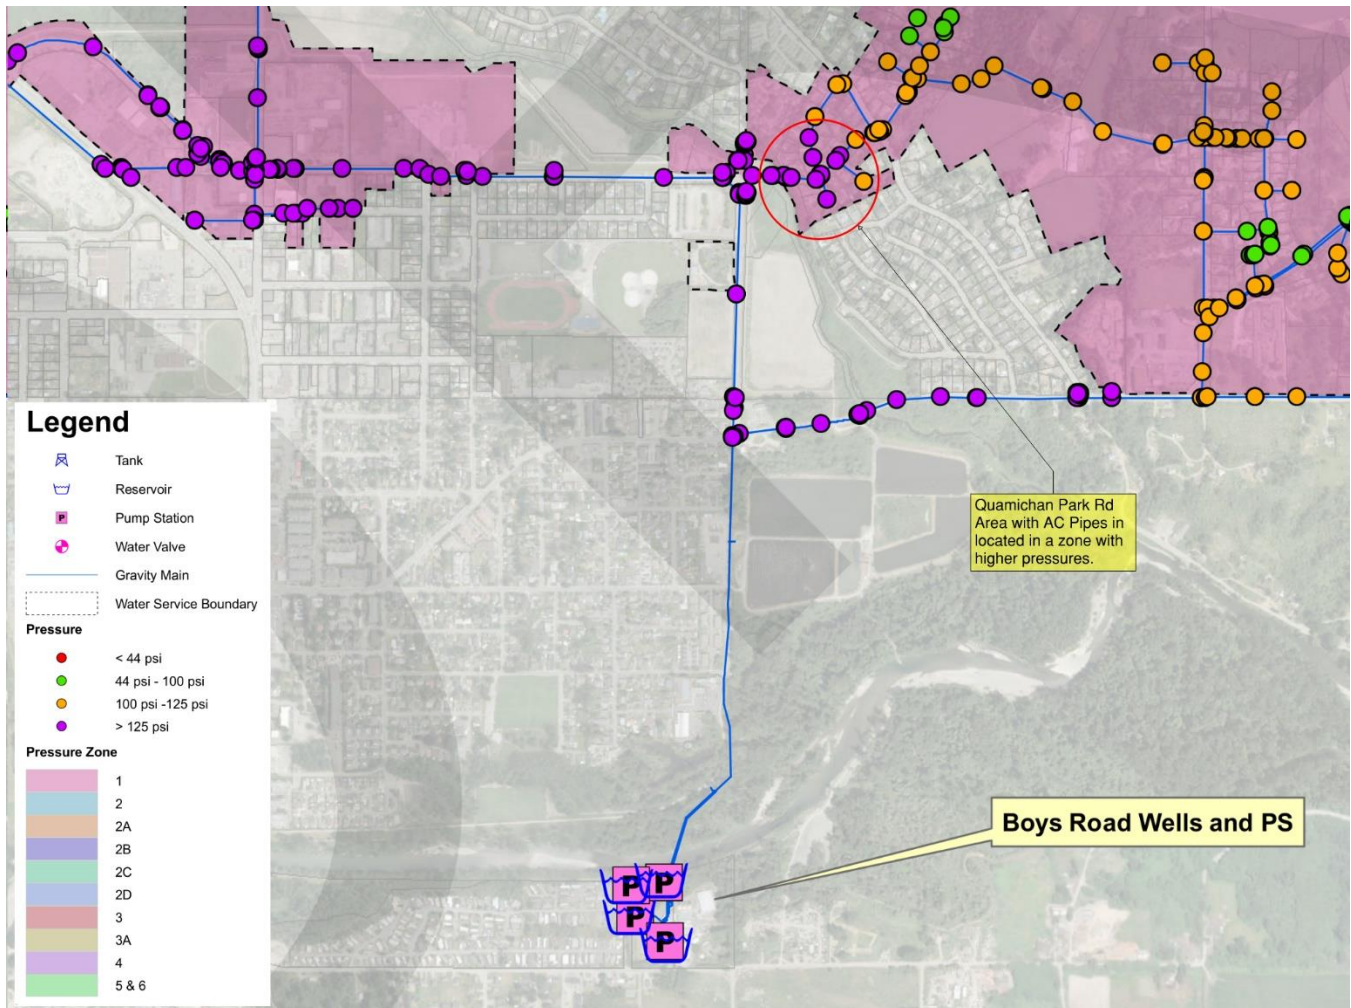 Legend
Tank
Reservoir
P Pump Station
Water Valve
Gravity Main
Water Service Boundary
Pressure
< 44 psi
44 psi - 100 psi
100 psi -125 psi
> 125 psi
Pressure Zone
1
2
2A
2B
2C
2D
3
3A
4
5 & 6
Quamichan Park Rd
Area with AC Pipes in
located in a zone with
higher pressures.
Boys Road Wells and PS
P
P
P
P